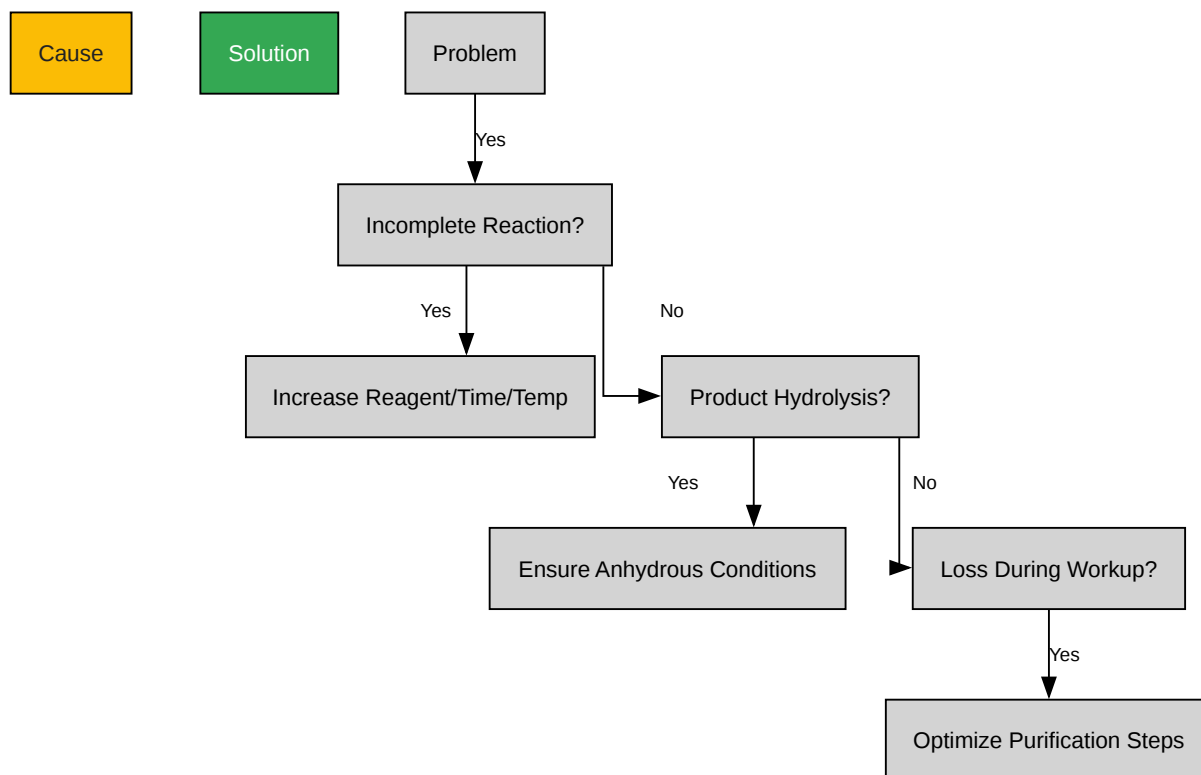 Cause
Solution
Problem
Yes
Incomplete Reaction?
Yes
No
Increase Reagent/Time/Temp
Product Hydrolysis?
Yes
No
Ensure Anhydrous Conditions
Loss During Workup?
Yes
Optimize Purification Steps